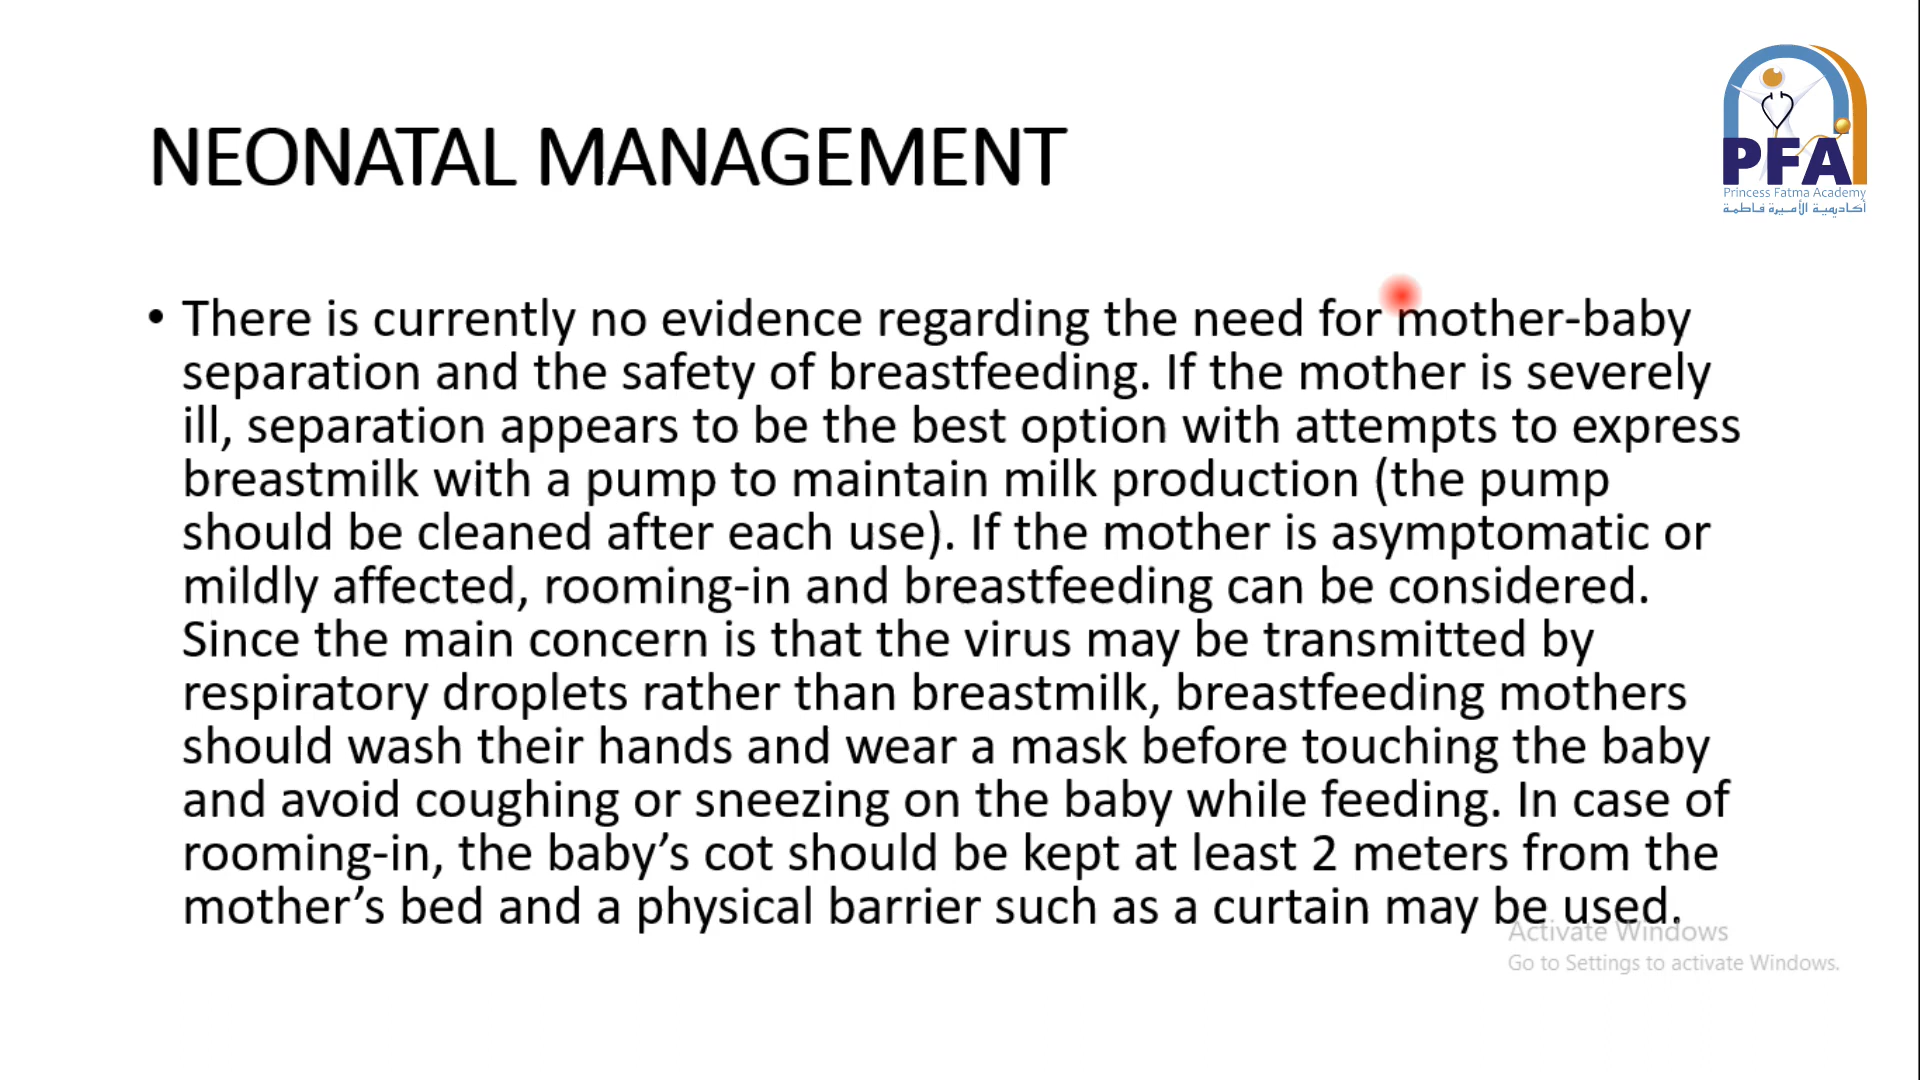 PFA
Princess Fatma Academy
أكاديمية الأميرة فاطمة
NEONATAL MANAGEMENT
• There is currently no evidence regarding the need for mother-baby
separation and the safety of breastfeeding. If the mother is severely
ill, separation appears to be the best option with attempts to express
breastmilk with a pump to maintain milk production (the pump
should be cleaned after each use). If the mother is asymptomatic or
mildly affected, rooming-in and breastfeeding can be considered.
Since the main concern is that the virus may be transmitted by
respiratory droplets rather than breastmilk, breastfeeding mothers
should wash their hands and wear a mask before touching the baby
and avoid coughing or sneezing on the baby while feeding. In case of
rooming-in, the baby’s cot should be kept at least 2 meters from the
mother’s bed and a physical barrier such as a curtain may be used.
Activate Windows
Go to Settings to activate Windows.